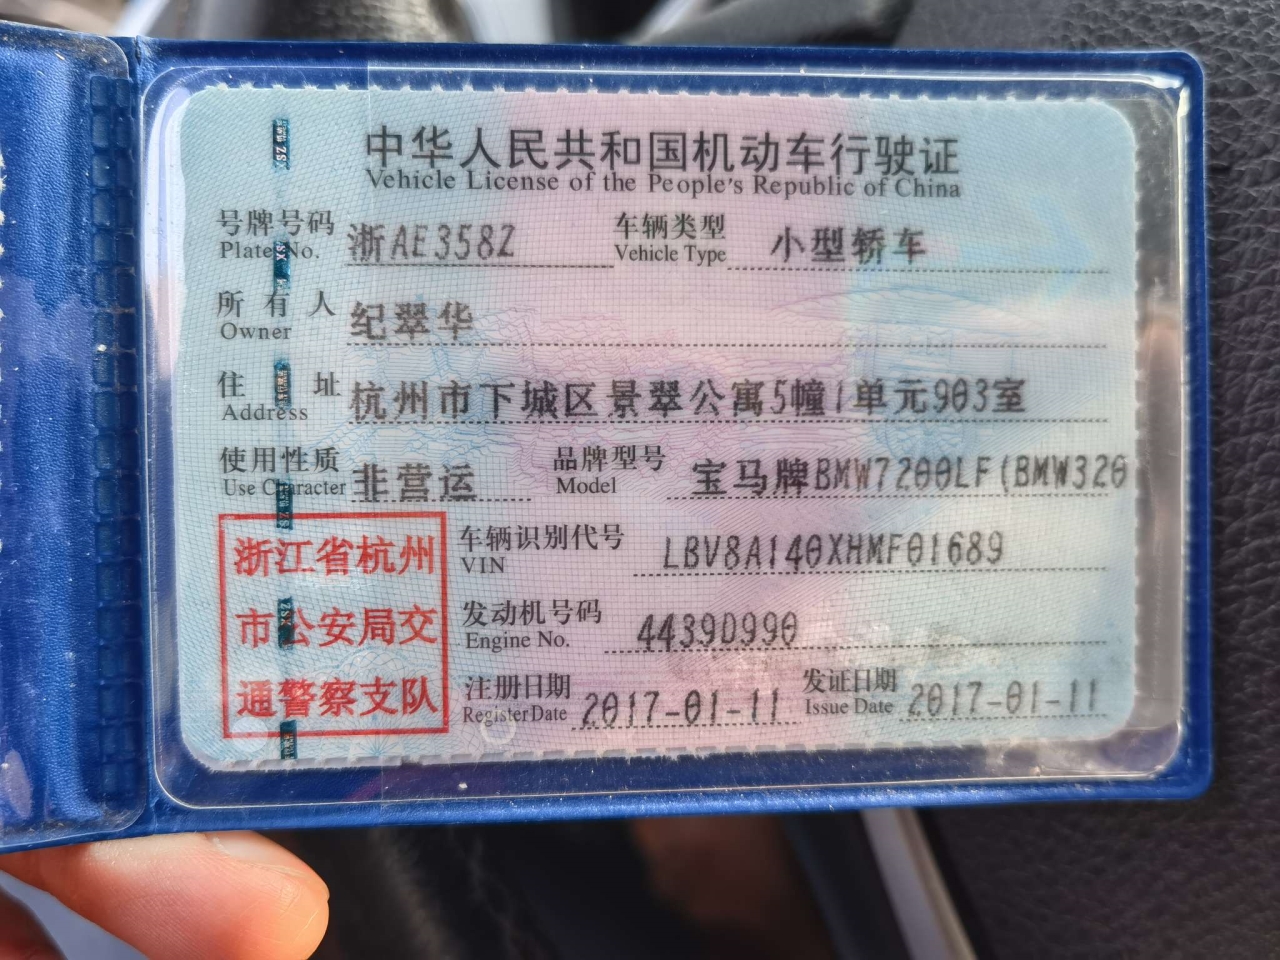 中华人民共和国机动车行驶证
Vehicle License of the People's Republic of China
号牌号码 浙AE358Z 车辆类型 小型轿车
Plate No. Vehicle Type
所有人 纪翠华
Owner
住址 杭州市下城区景翠公寓5幢1单元903室
Address
使用性质 非营运 品牌型号 宝马牌BMW7200LF(BMW320
Use Character Model
浙江省杭州
市公安局交
通警察支队
车辆识别代号 LBV8A140XHMF01689
VIN
发动机号码 4439D990
Engine No.
注册日期 2017-01-11 发证日期 2017-01-11
Register Date Issue Date